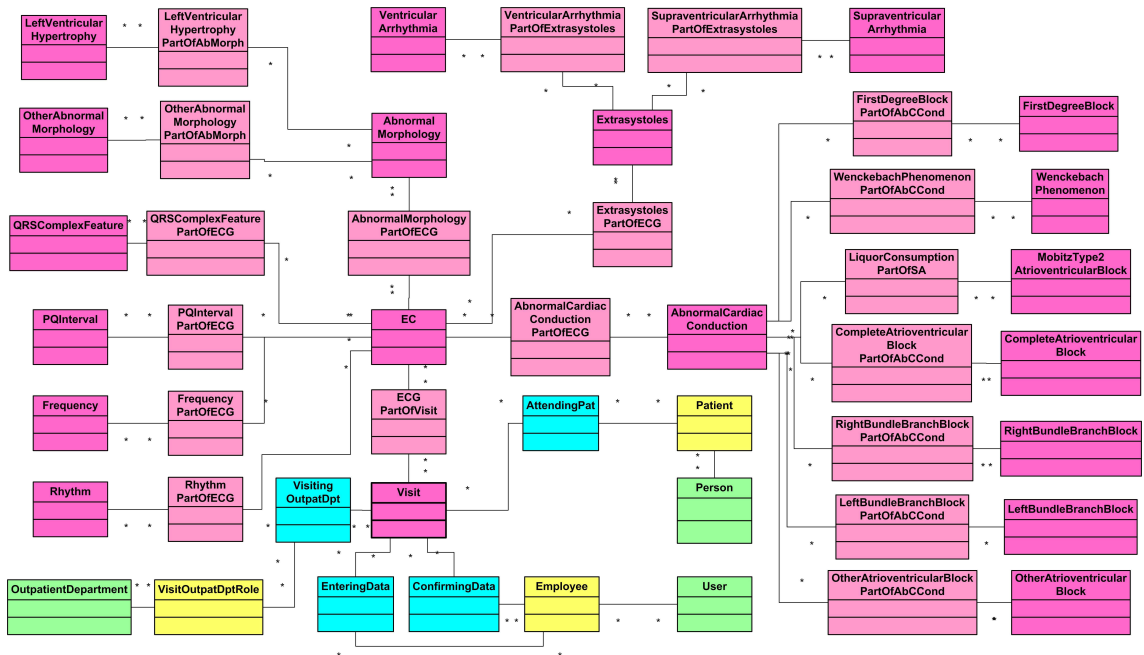 LeftVentricular
Hypertrophy
* *
LeftVentricular
Hypertrophy
PartOfAbMorph
*
Ventricular
Arrhythmia
* *
VentricularArrhythmia
PartOfExtrasystoles
*
*
SupraventricularArrhythmia
PartOfExtrasystoles
*
*
* *
Supraventricular
Arrhythmia
OtherAbnormal
Morphology
* *
OtherAbnormal
Morphology
PartOfAbMorph
*
*
*
Abnormal
Morphology
*
*
Extrasystoles
*
*
FirstDegreeBlock
PartOfAbCCond
*
* *
FirstDegreeBlock
QRSComplexFeature
* *
QRSComplexFeature
PartOfECG
*
AbnormalMorphology
PartOfECG
*
*
*
Extrasystoles
PartOfECG
WenckebachPhenomenon
PartOfAbCCond
*
* *
Wenckebach
Phenomenon
LiquorConsumption
PartOfSA
*
* *
MobitzType2
AtrioventricularBlock
PQInterval
* *
PQInterval
PartOfECG
*
**
EC
*
* *
AbnormalCardiac
Conduction
PartOfECG
* *
AbnormalCardiac
Conduction
*
**
*
*
CompleteAtrioventricular
Block
PartOfAbCCond
*
**
CompleteAtrioventricular
Block
Frequency
* *
Frequency
PartOfECG
*
*
*
*
ECG
PartOfVisit
*
*
*
AttendingPat
* *
Patient
*
*
RightBundleBranchBlock
PartOfAbCCond
*
**
RightBundleBranchBlock
Rhythm
* *
Rhythm
PartOfECG
*
Visiting
OutpatDpt
*
* *
Visit
*
Person
LeftBundleBranchBlock
PartOfAbCCond
*
*
LeftBundleBranchBlock
OutpatientDepartment
* *
VisitOutpatDptRole
*
*
*
*
*
EnteringData
ConfirmingData
**
Employee
* *
User
OtherAtrioventricularBlock
PartOfAbCCond
*
*
OtherAtrioventricular
Block
* *